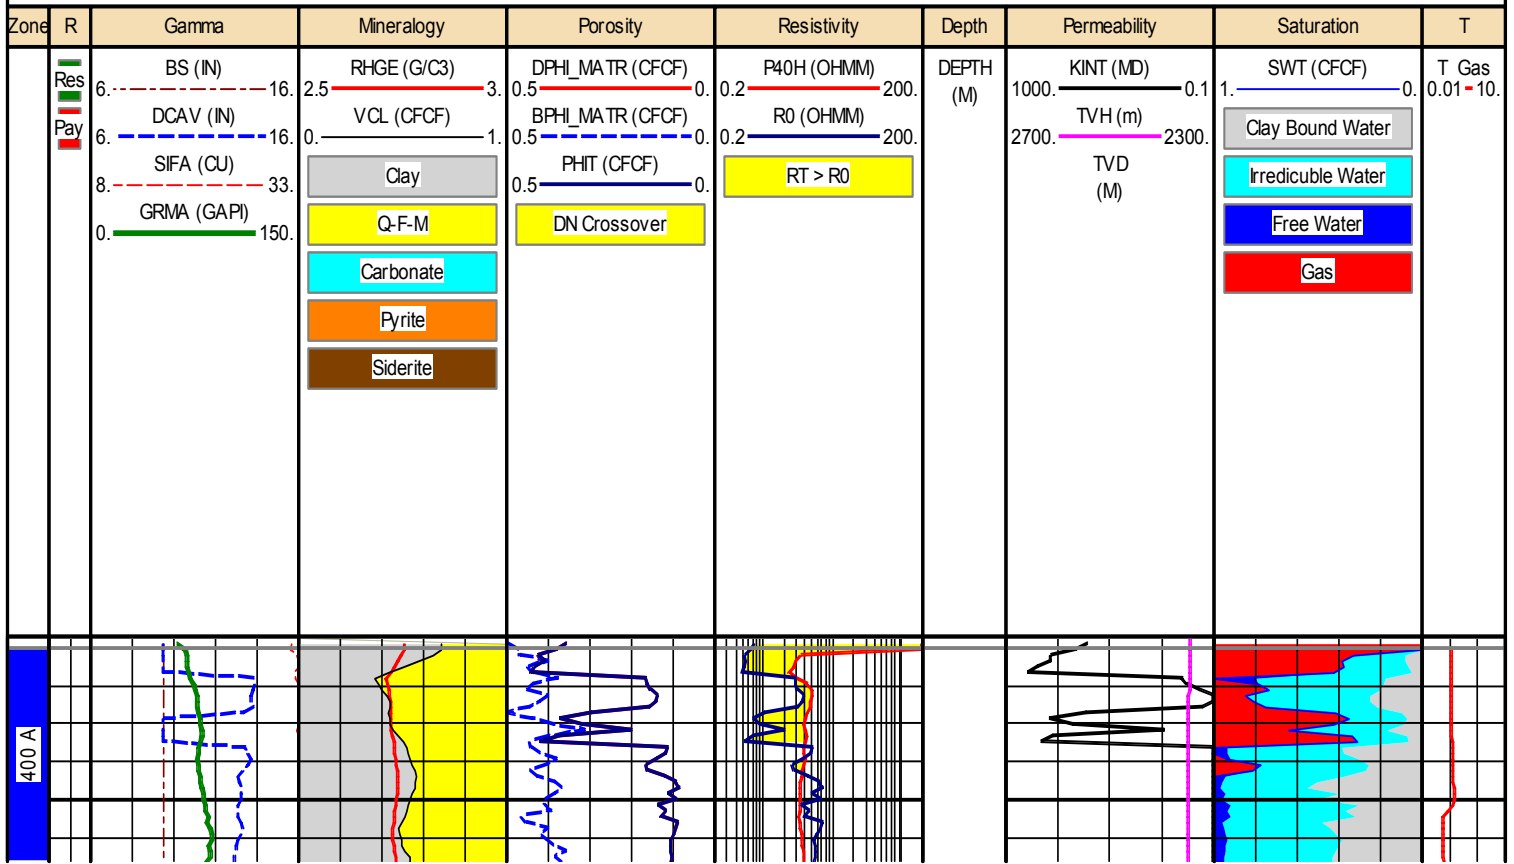 Zone R Gamma Mineralogy Porosity Resistivity Depth Permeability Saturation T
Res
Pay
BS (IN)
6. 16.
DCAV (IN)
6. 16.
SIFA (CU)
8. 33.
GRMA (GAPI)
0. 150.
RHGE (G/C3)
2.5 3.
VCL (CFCF)
0. 1.
Clay
Q-F-M
Carbonate
Pyrite
Siderite
DPHI_MATR (CFCF)
0.5 0.
BPHI_MATR (CFCF)
0.5 0.
PHIT (CFCF)
0.5 0.
DN Crossover
P40H (OHMM)
0.2 200.
R0 (OHMM)
0.2 200.
RT > R0
DEPTH
(M)
KINT (MD)
1000. 0.1
TVH (m)
2700. 2300.
TVD
(M)
SWT (CFCF)
1. 0.
Clay Bound Water
Irredicuble Water
Free Water
Gas
T Gas
0.01 10.
400 A